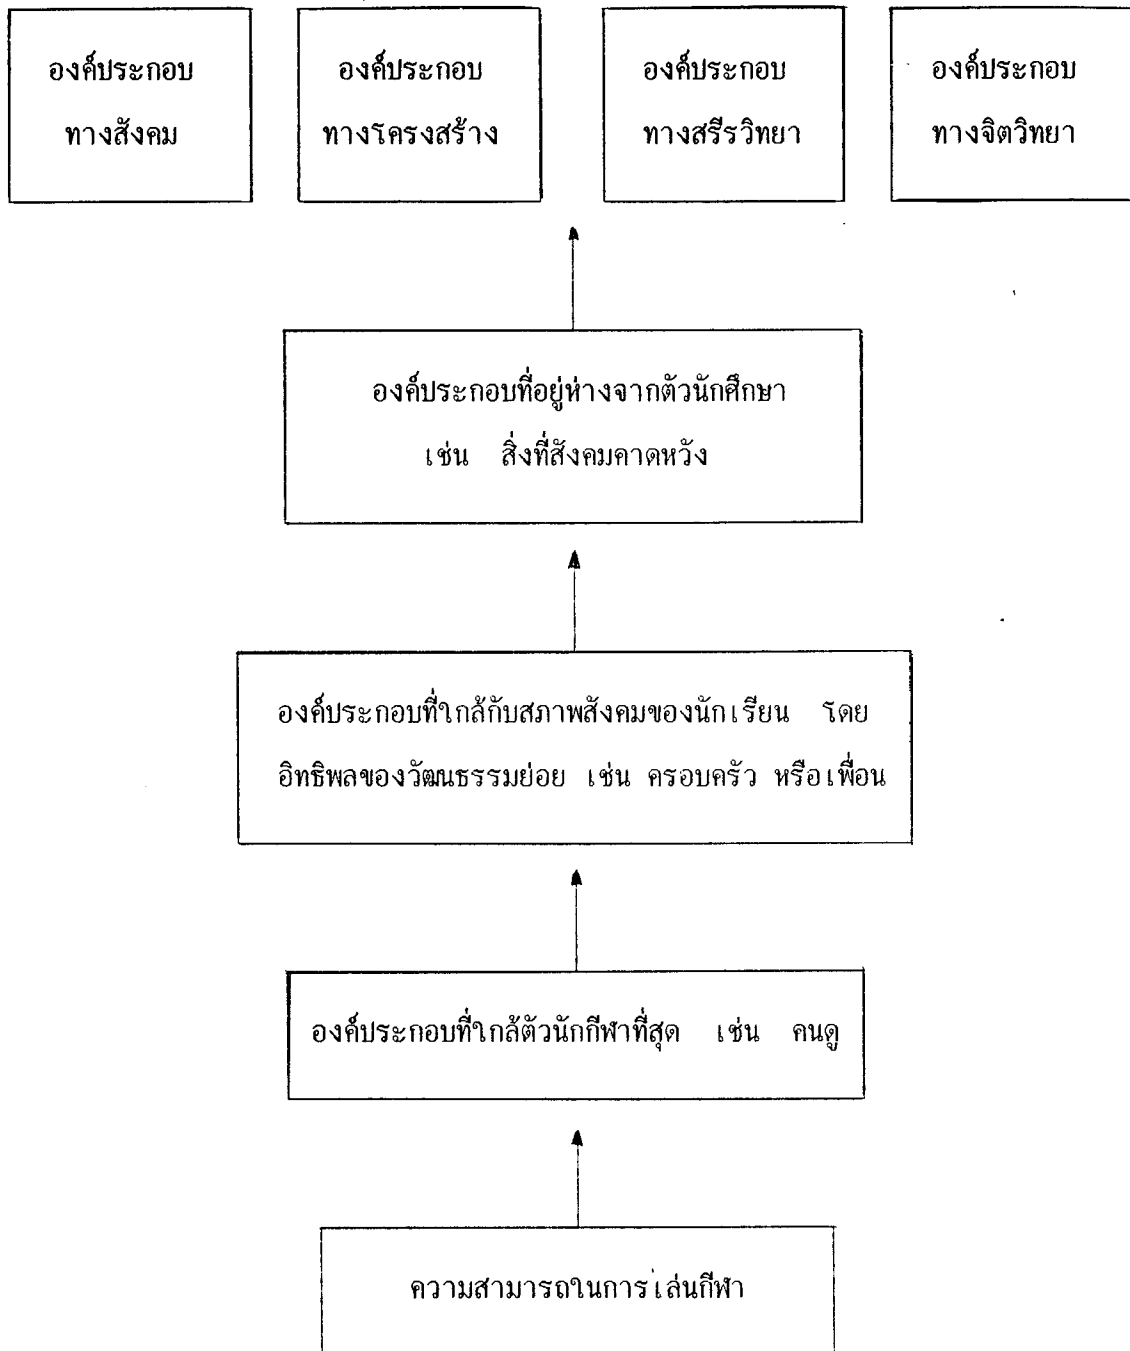 องค์ประกอบ
ทางสังคม
องค์ประกอบ
ทางโครงสร้าง
องค์ประกอบ
ทางสรีรวิทยา
องค์ประกอบ
ทางจิตวิทยา
องค์ประกอบที่อยู่ห่างจากตัวนักศึกษา
เช่น สิ่งที่สังคมคาดหวัง
องค์ประกอบที่ใกล้กับสภาพสังคมของนักเรียน โดย
อิทธิพลของวัฒนธรรมย่อย เช่น ครอบครัว หรือเพื่อน
องค์ประกอบที่ใกล้ตัวนักกีฬาที่สุด เช่น คนดู
ความสามารถในการเล่นกีฬา